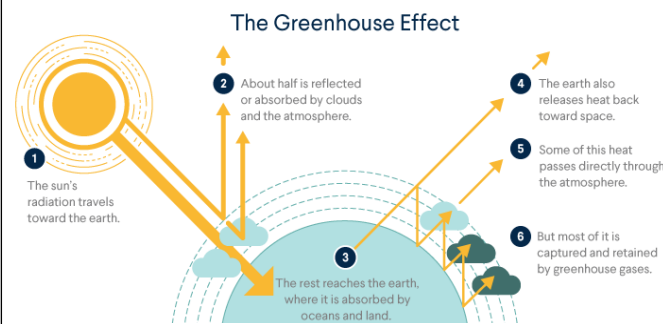 The Greenhouse Effect
1
The sun's
radiation travels
toward the earth.
2
About half is reflected
or absorbed by clouds
and the atmosphere.
3
The rest reaches the earth,
where it is absorbed by
oceans and land.
4
The earth also
releases heat back
toward space.
5
Some of this heat
passes directly through
the atmosphere.
6
But most of it is
captured and retained
by greenhouse gases.